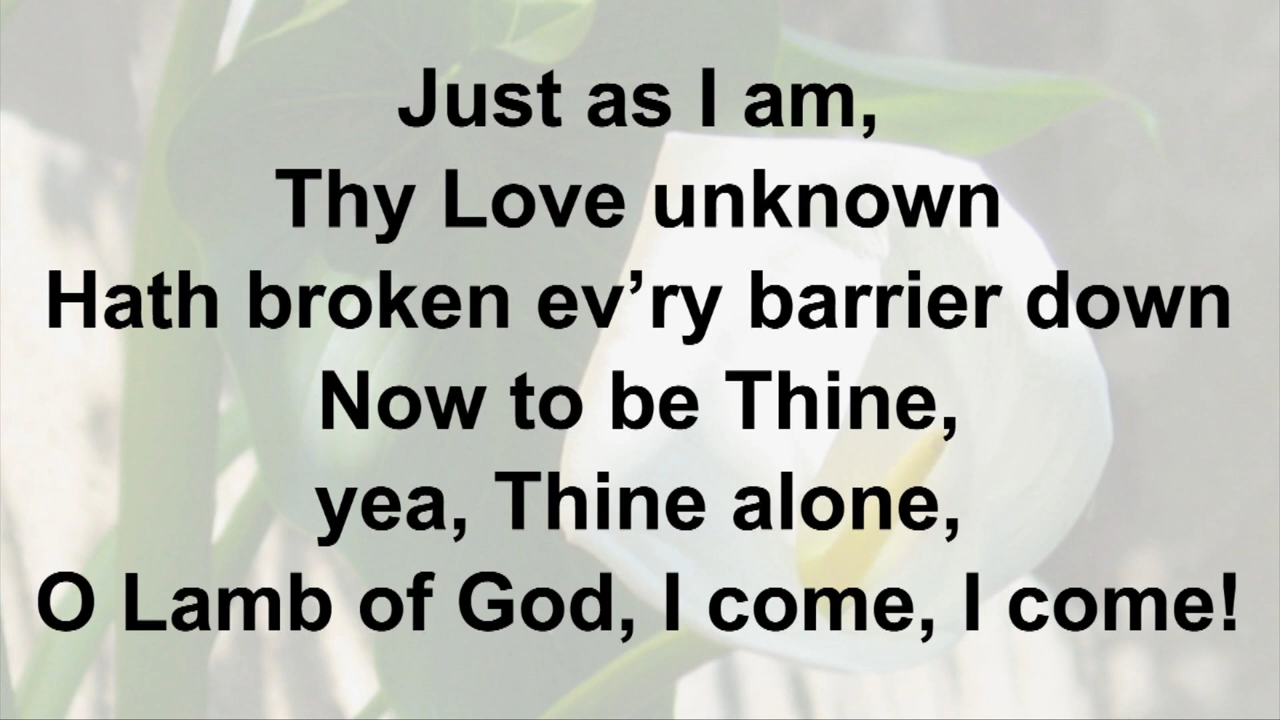 Just as I am,
Thy Love unknown
Hath broken ev’ry barrier down
Now to be Thine,
yea, Thine alone,
O Lamb of God, I come, I come!